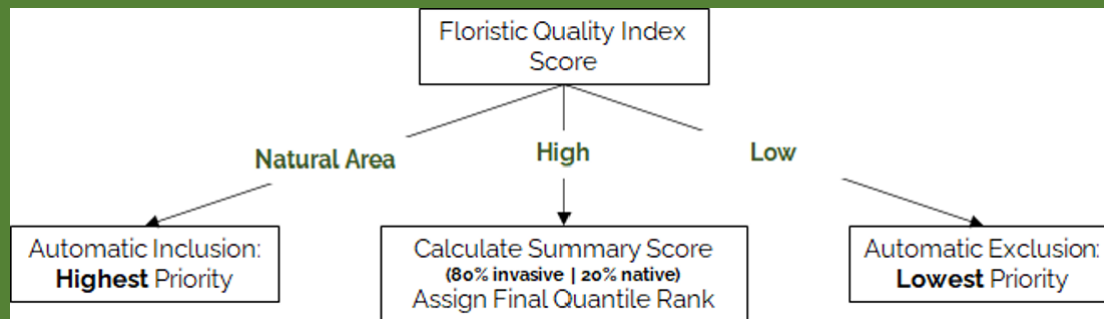 Floristic Quality Index
Score
Natural Area
High
Low
Automatic Inclusion:
Highest Priority
Calculate Summary Score
(80% invasive | 20% native)
Assign Final Quantile Rank
Automatic Exclusion:
Lowest Priority